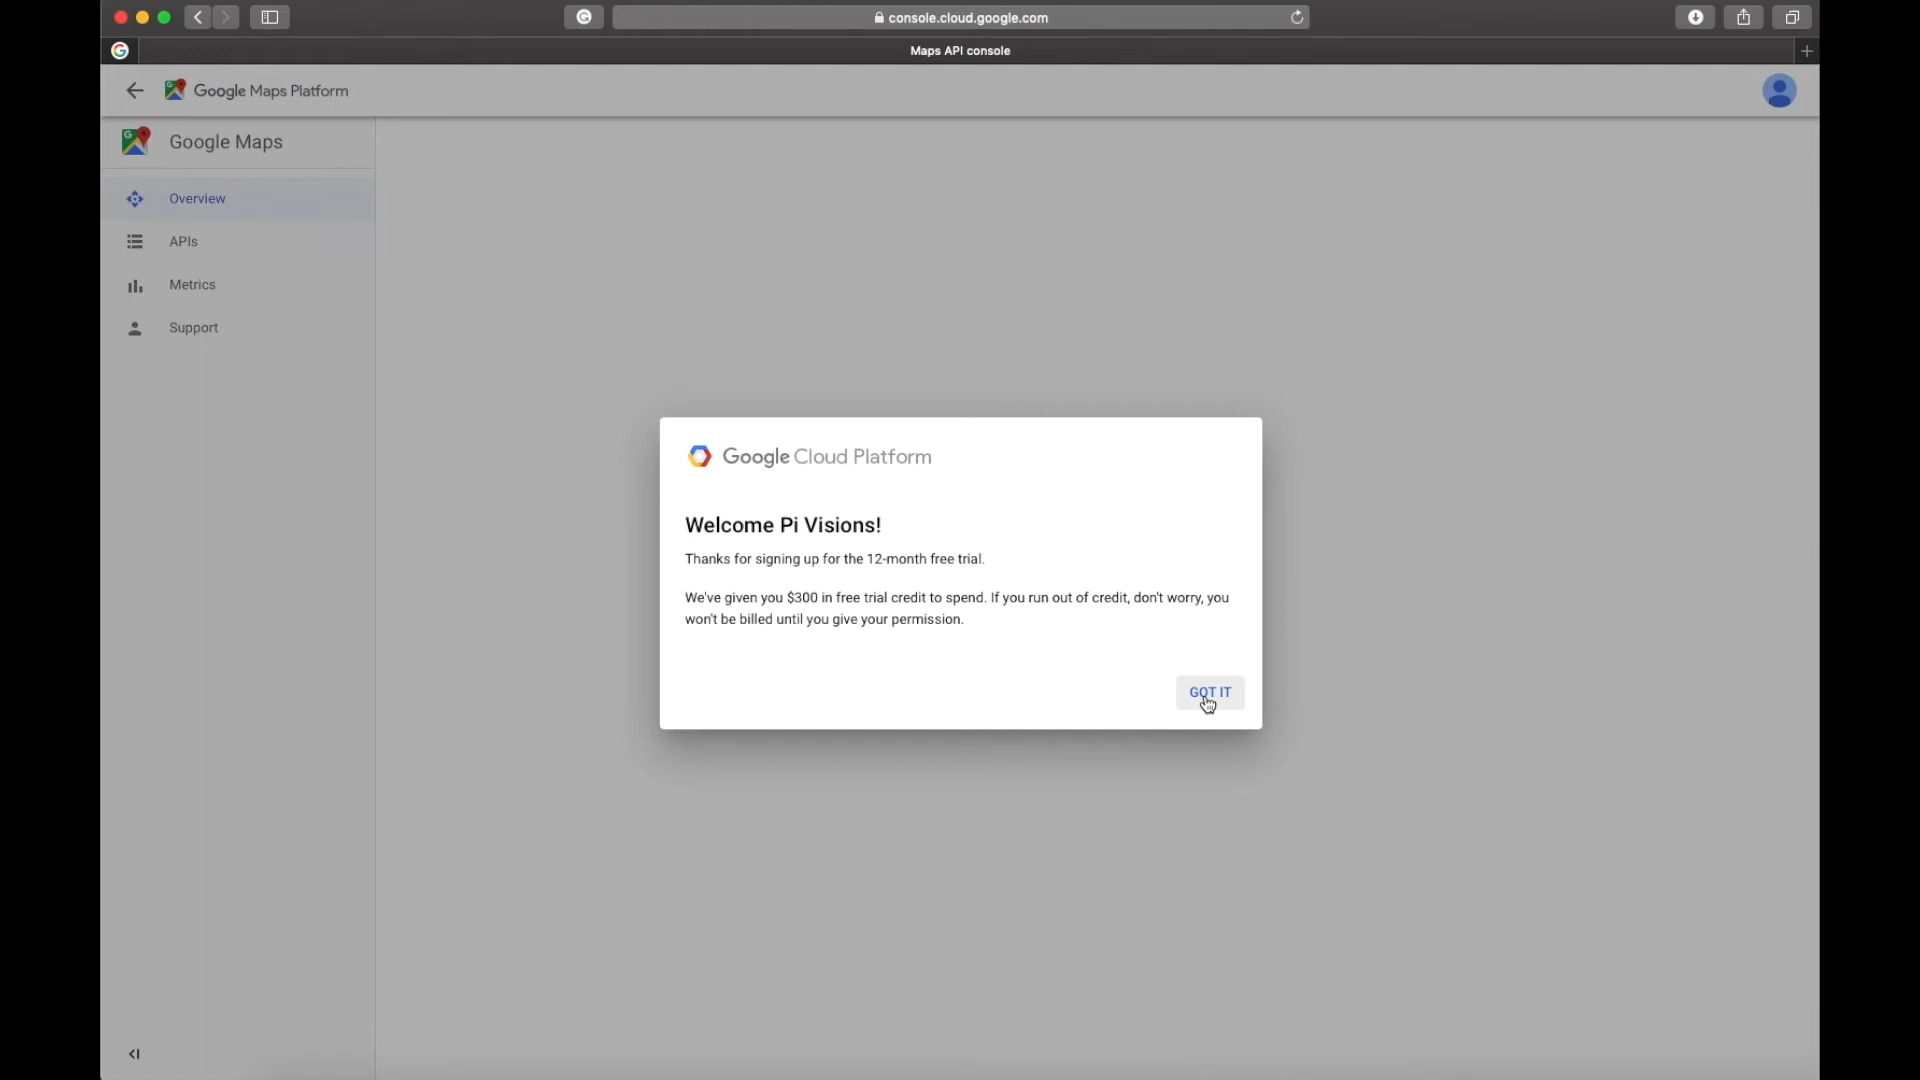 console.cloud.google.com
Maps API console
Google Maps Platform
Google Maps
Overview
APIs
Metrics
Support
Google Cloud Platform
Welcome Pi Visions!
Thanks for signing up for the 12-month free trial.
We've given you $300 in free trial credit to spend. If you run out of credit, don't worry, you
won't be billed until you give your permission.
GOT IT